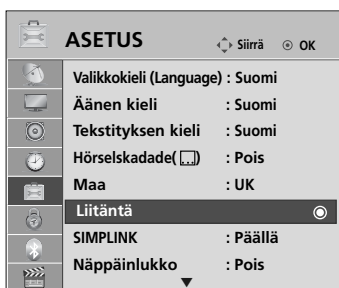 ASETUS Siirrä OK
Valikkokieli (Language) : Suomi
Äänen kieli : Suomi
Tekstityksen kieli : Suomi
Hörselskadade( ) : Pois
Maa : UK
Liitäntä
SIMPLINK : Päällä
Näppäinlukko : Pois